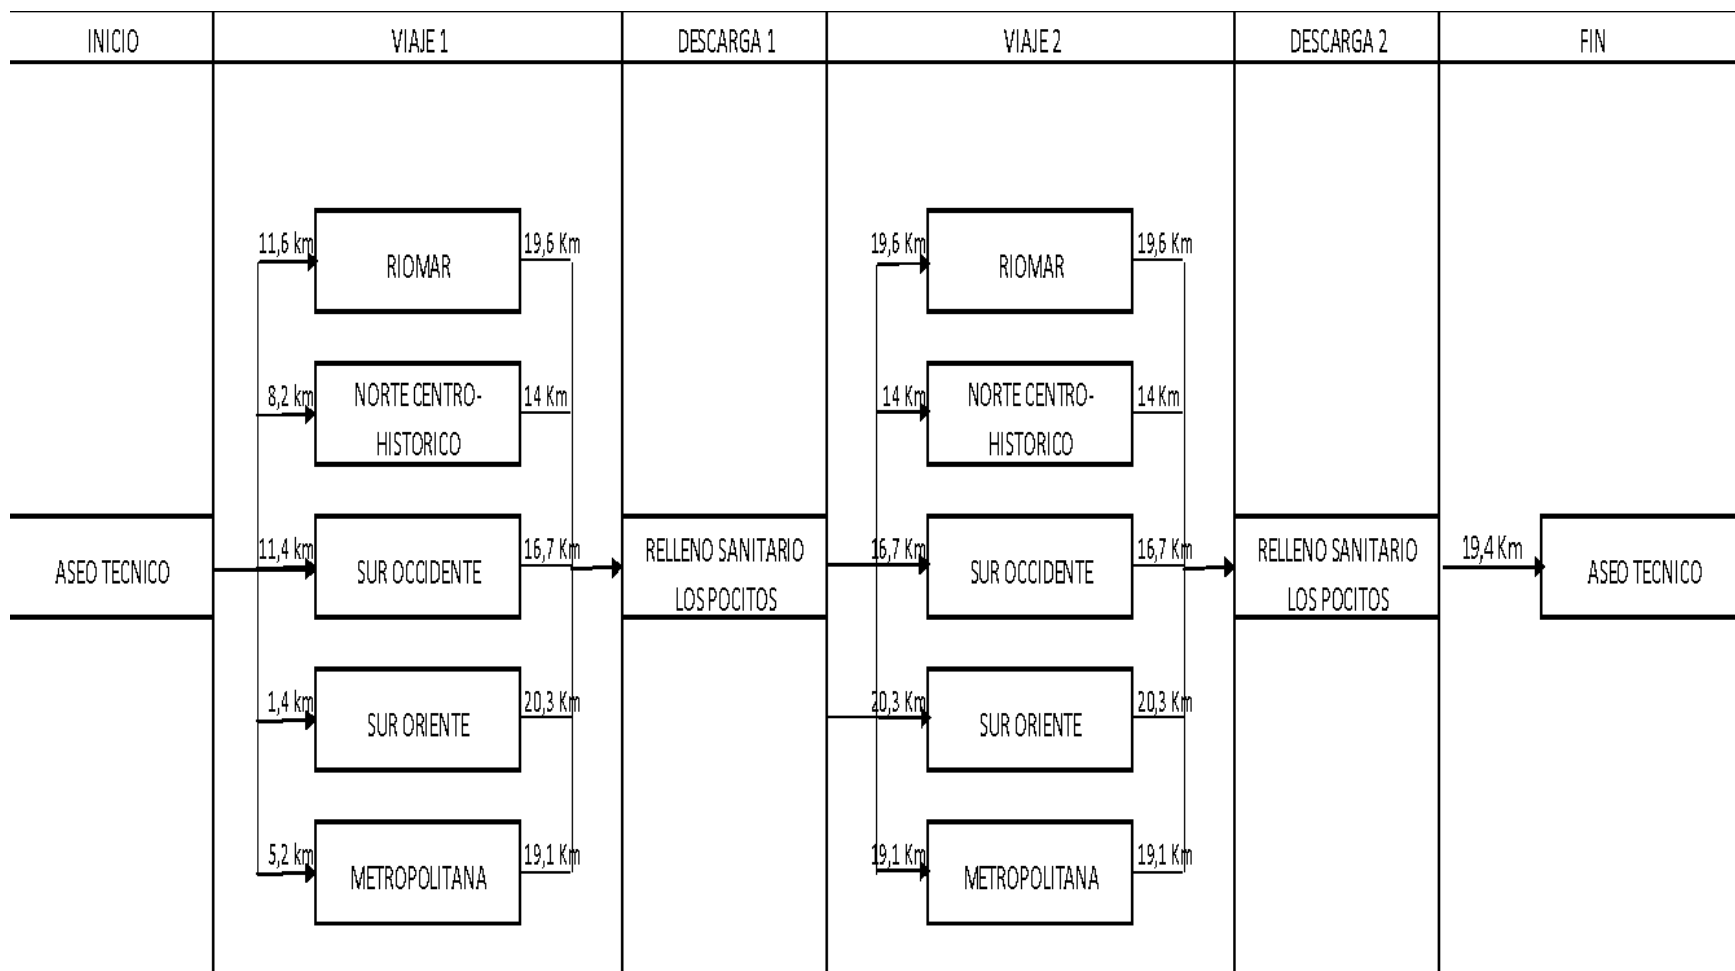 INICIO
VIAJE 1
DESCARGA 1
VIAJE 2
DESCARGA 2
FIN
11,6 km
RIOMAR
19,6 Km
19,6 Km
RIOMAR
19,6 Km
8,2 km
NORTE CENTRO-
HISTORICO
14 Km
14 Km
NORTE CENTRO-
HISTORICO
14 Km
ASEO TECNICO
11,4 km
SUR OCCIDENTE
16,7 Km
RELLENO SANITARIO
LOS POCITOS
16,7 Km
SUR OCCIDENTE
16,7 Km
RELLENO SANITARIO
LOS POCITOS
19,4 Km
ASEO TECNICO
1,4 km
SUR ORIENTE
20,3 Km
20,3 Km
SUR ORIENTE
20,3 Km
5,2 km
METROPOLITANA
19,1 Km
19,1 Km
METROPOLITANA
19,1 Km